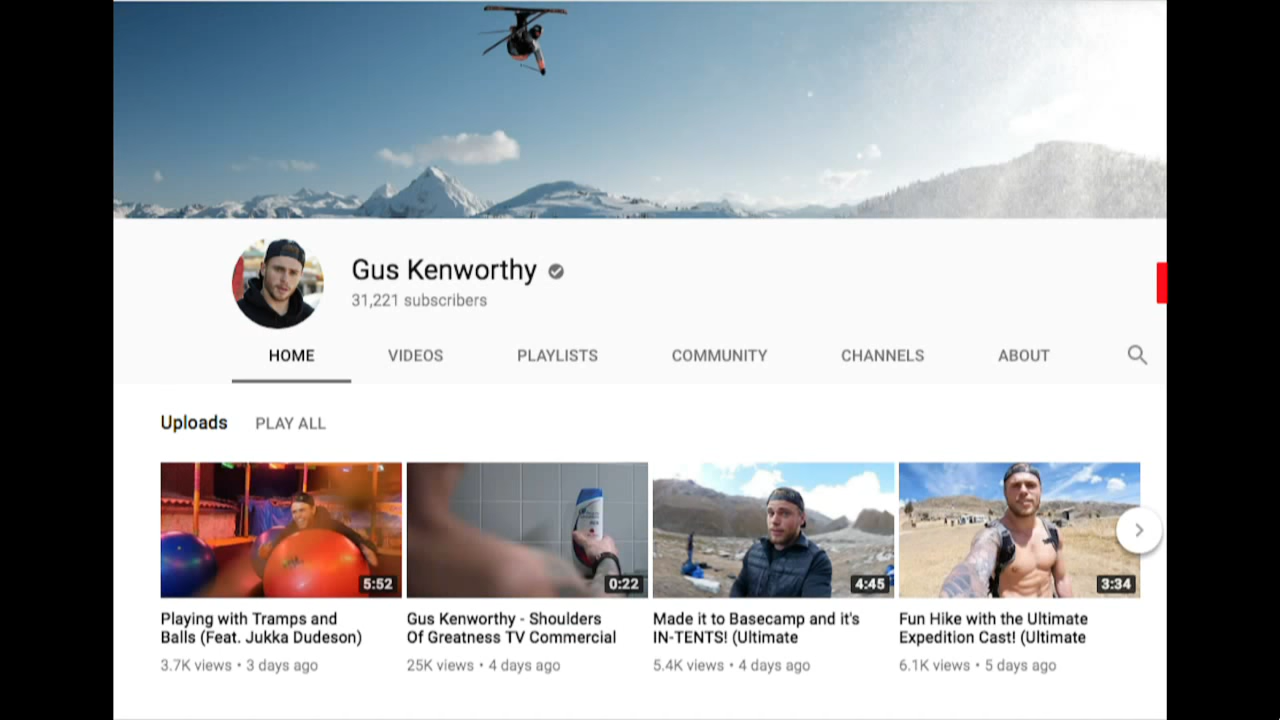 Gus Kenworthy
31,221 subscribers
HOME VIDEOS PLAYLISTS COMMUNITY CHANNELS ABOUT
Uploads PLAY ALL
5:52 0:22 4:45 3:34
Playing with Tramps and
Balls (Feat. Jukka Dudeson)
3.7K views • 3 days ago
Gus Kenworthy - Shoulders
Of Greatness TV Commercial
25K views • 4 days ago
Made it to Basecamp and it's
IN-TENTS! (Ultimate
5.4K views • 4 days ago
Fun Hike with the Ultimate
Expedition Cast! (Ultimate
6.1K views • 5 days ago